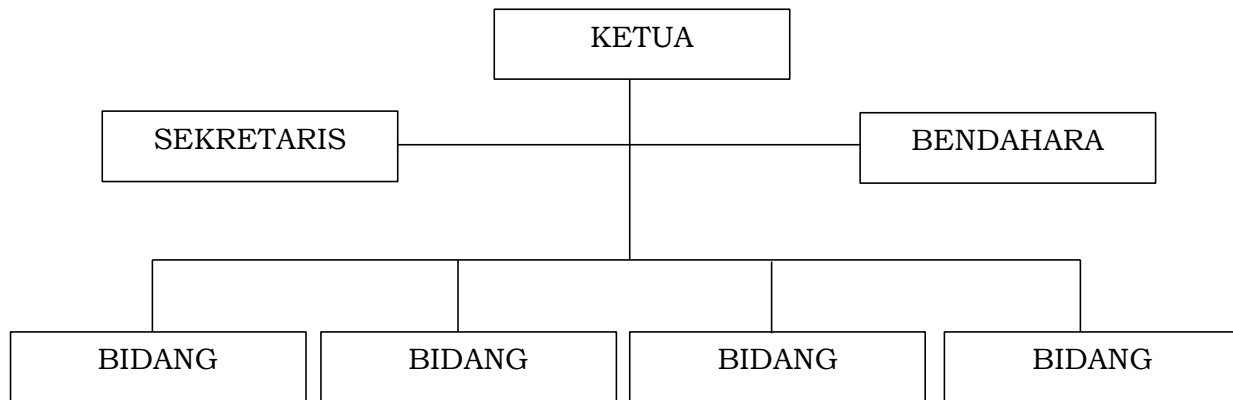 KETUA
SEKRETARIS
BENDAHARA
BIDANG
BIDANG
BIDANG
BIDANG